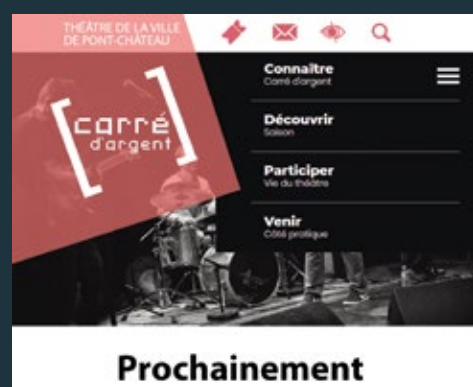 THÉÂTRE DE LA VILLE
DE PONT-CHÂTEAU
carré
d'argent
Connaître
Carré d'argent
Découvrir
Saison
Participer
Vie du théâtre
Venir
Côté pratique
Prochainement